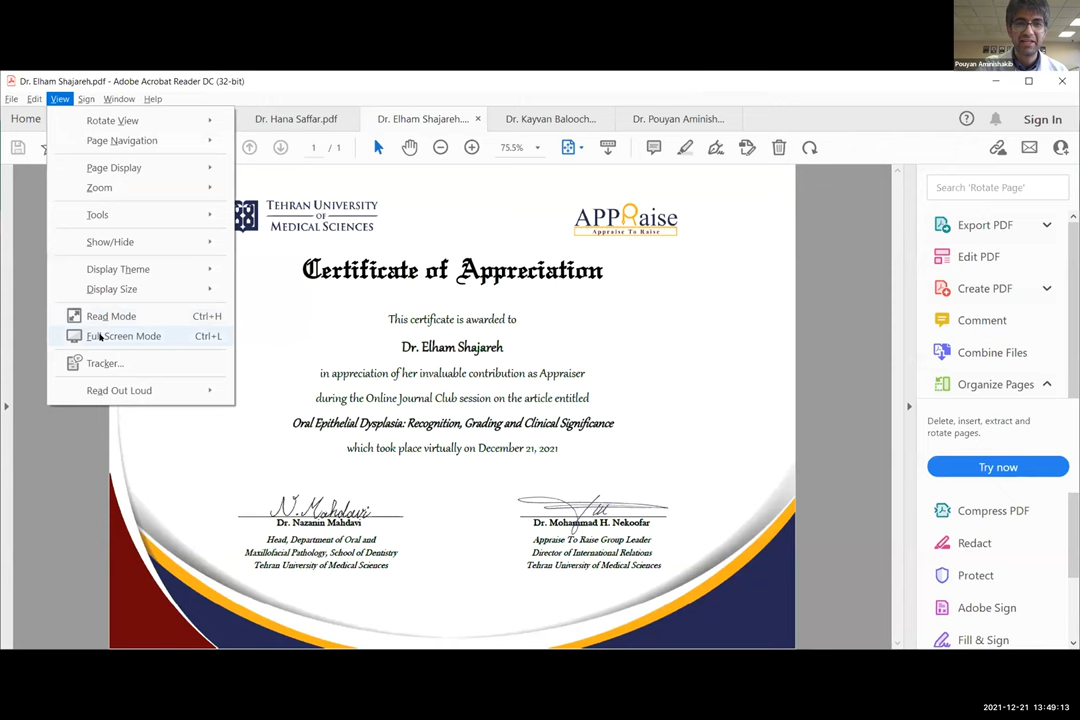 Pouyan Aminishakib
Dr. Elham Shajareh.pdf - Adobe Acrobat Reader DC (32-bit)
File Edit View Sign Window Help
Home
Dr. Hana Saffar.pdf
Dr. Elham Shajareh....
Dr. Kayvan Balooch...
Dr. Pouyan Aminish...
Sign In
1 / 1
75.5%
Rotate View
Page Navigation
Page Display
Zoom
Tools
Show/Hide
Display Theme
Display Size
Read Mode Ctrl+H
Full Screen Mode Ctrl+L
Tracker...
Read Out Loud
TEHRAN UNIVERSITY
OF
MEDICAL SCIENCES
APPRaise
Appraise To Raise
Certificate of Appreciation
This certificate is awarded to
Dr. Elham Shajareh
in appreciation of her invaluable contribution as Appraiser
during the Online Journal Club session on the article entitled
Oral Epithelial Dysplasia: Recognition, Grading and Clinical Significance
which took place virtually on December 21, 2021
N. Mahdavi
Dr. Nazanin Mahdavi
Head, Department of Oral and
Maxillofacial Pathology, School of Dentistry
Tehran University of Medical Sciences
Dr. Mohammad H. Nekoofar
Appraise To Raise Group Leader
Director of International Relations
Tehran University of Medical Sciences
Search 'Rotate Page'
Export PDF
Edit PDF
Create PDF
Comment
Combine Files
Organize Pages
Delete, insert, extract and
rotate pages.
Try now
Compress PDF
Redact
Protect
Adobe Sign
Fill & Sign
2021-12-21 13:49:13